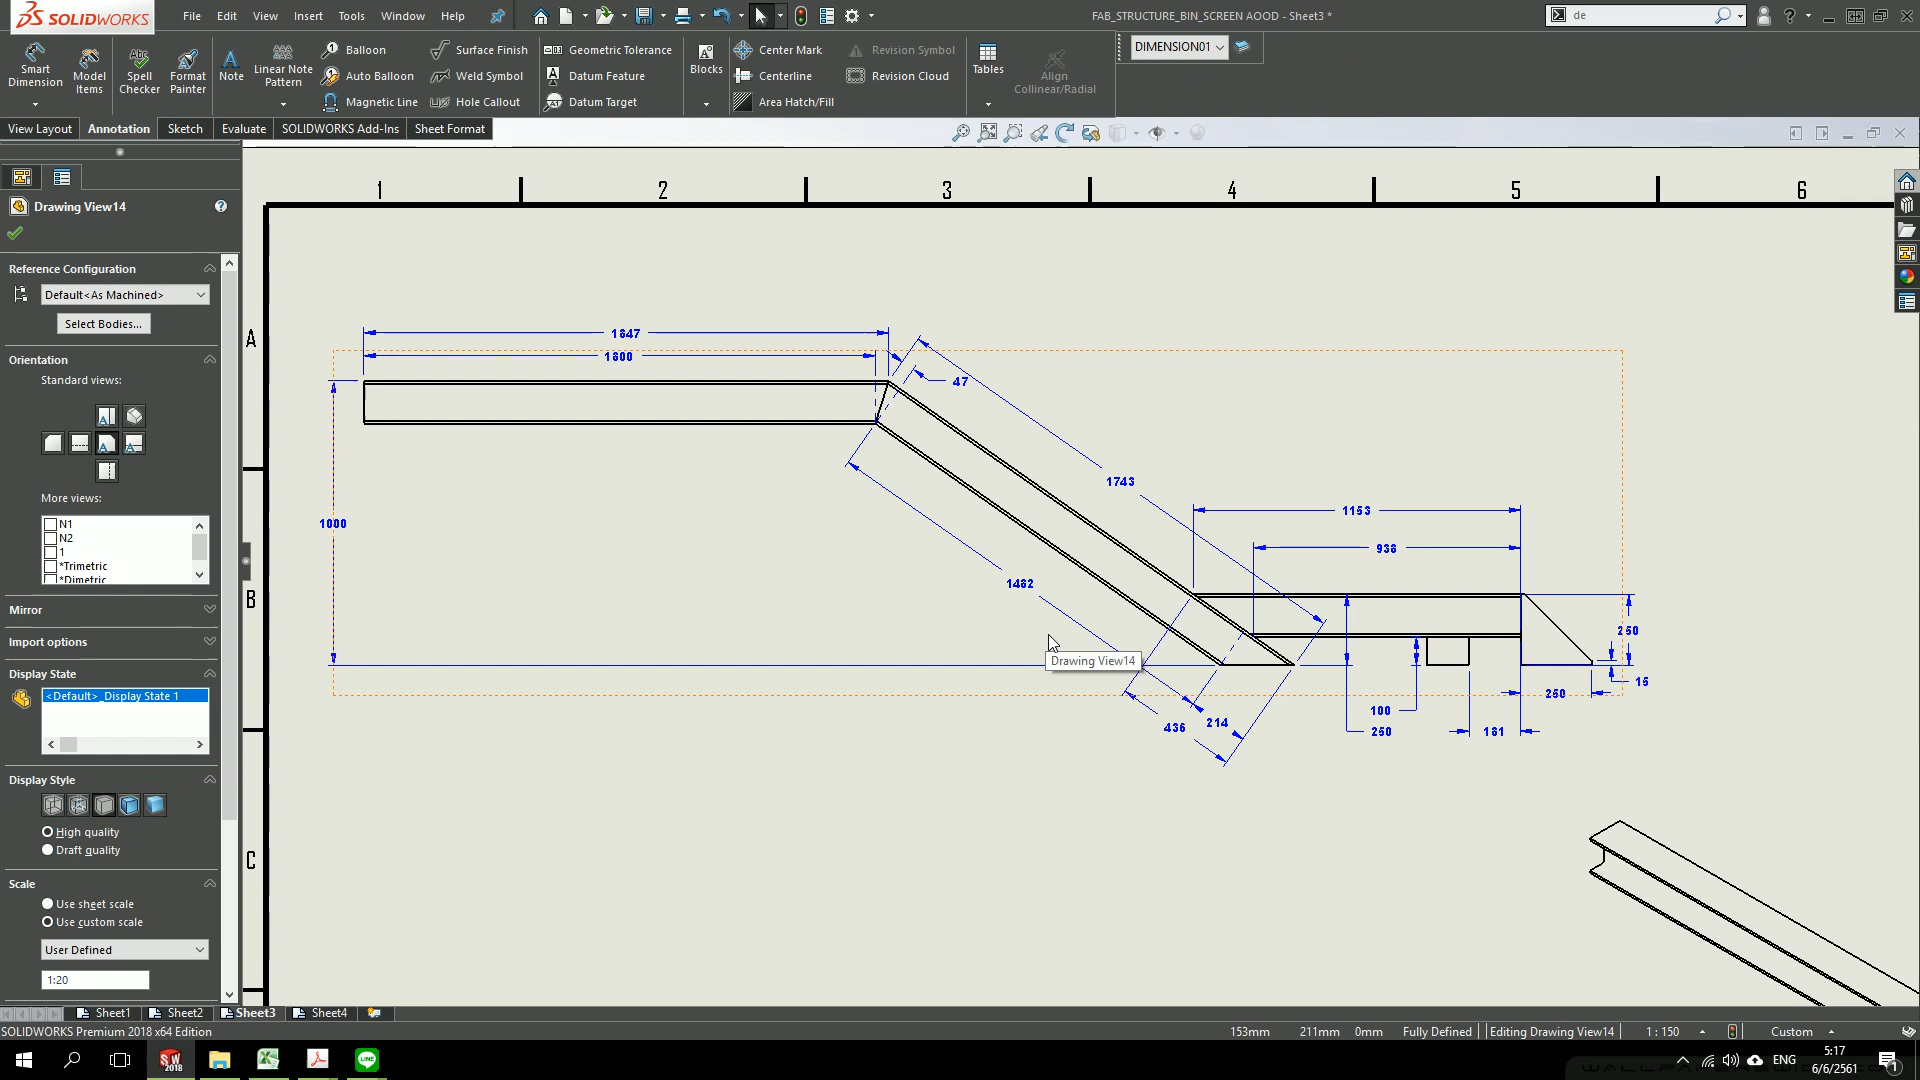 SOLIDWORKS
File Edit View Insert Tools Window Help
FAB_STRUCTURE_BIN_SCREEN AOOD - Sheet3 *
de
Smart Dimension
Model Items
Spell Checker
Format Painter
Note
Linear Note Pattern
Balloon
Auto Balloon
Magnetic Line
Surface Finish
Weld Symbol
Hole Callout
Geometric Tolerance
Datum Feature
Datum Target
Blocks
Center Mark
Centerline
Area Hatch/Fill
Revision Symbol
Revision Cloud
Tables
Align Collinear/Radial
DIMENSION01
View Layout Annotation Sketch Evaluate SOLIDWORKS Add-Ins Sheet Format
Drawing View14
Reference Configuration
Default<As Machined>
Select Bodies...
Orientation
Standard views:
More views:
N1
N2
1
*Trimetric
*Dimetric
Mirror
Import options
Display State
<Default>_Display State 1
Display Style
High quality
Draft quality
Scale
Use sheet scale
Use custom scale
User Defined
1:20
1 2 3 4 5 6
A
B
C
1847
1800
47
1000
1743
1482
1153
938
250
15
250
100
250
181
436
214
Drawing View14
Sheet1 Sheet2 Sheet3 Sheet4
SOLIDWORKS Premium 2018 x64 Edition
153mm 211mm 0mm Fully Defined Editing Drawing View14 1 : 150 Custom
ENG
5:17
6/6/2561